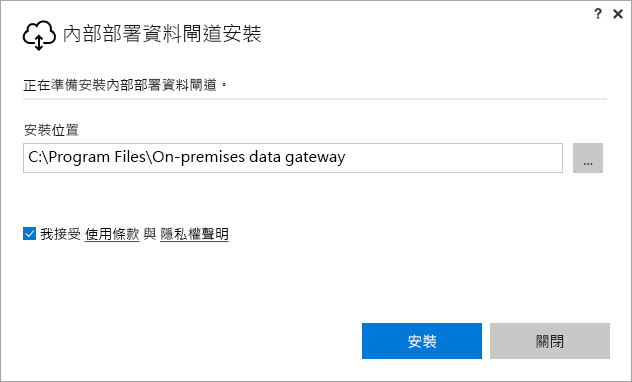 ? ×
內部部署資料閘道安裝
正在準備安裝內部部署資料閘道。
安裝位置
C:\Program Files\On-premises data gateway
...
我接受 使用條款 與 隱私權聲明
安裝 關閉